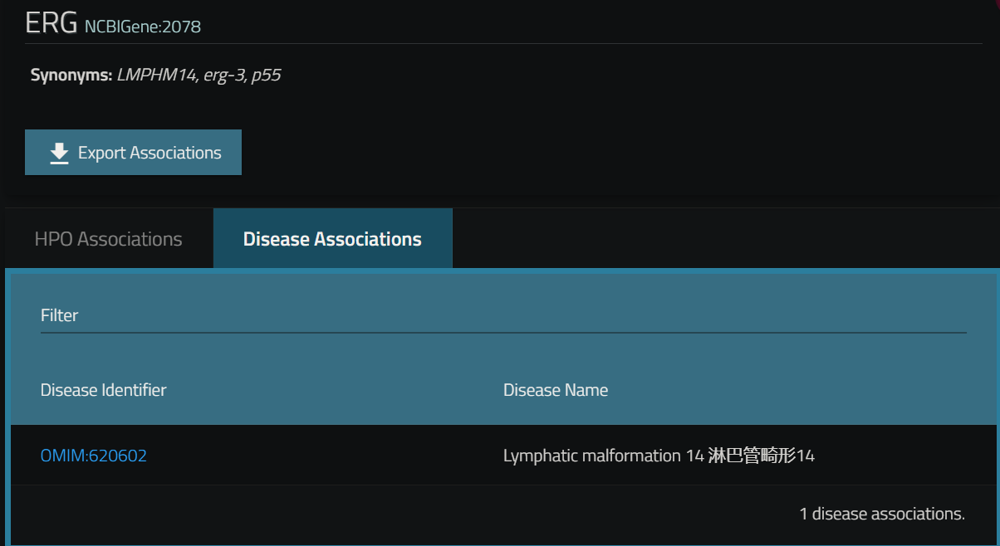 ERG NCBIGene:2078
Synonyms: LMPHM14, erg-3, p55
Export Associations
HPO Associations Disease Associations
Filter
Disease Identifier Disease Name
OMIM:620602 Lymphatic malformation 14 淋巴管畸形14
1 disease associations.